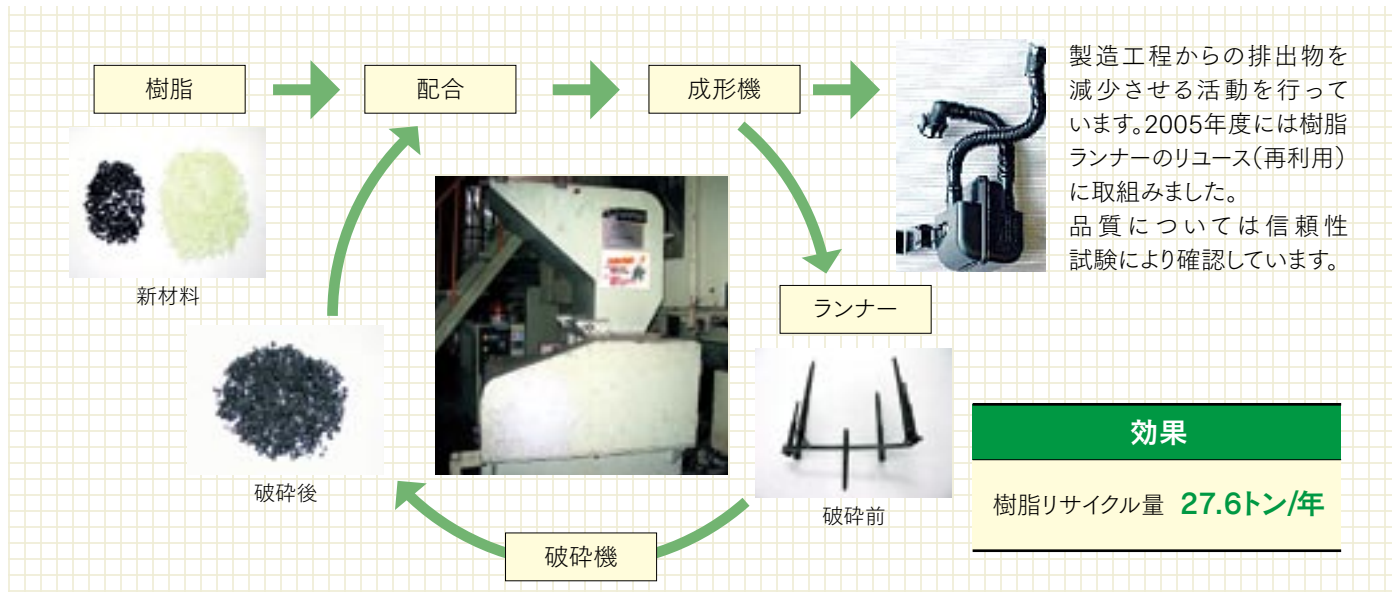 樹脂
配合
成形機
製造工程からの排出物を
減少させる活動を行って
います。2005年度には樹脂
ランナーのリユース(再利用)
に取組みました。
品質については信頼性
試験により確認しています。
新材料
ランナー
破砕後
破砕前
破砕機
効果
樹脂リサイクル量 27.6トン/年